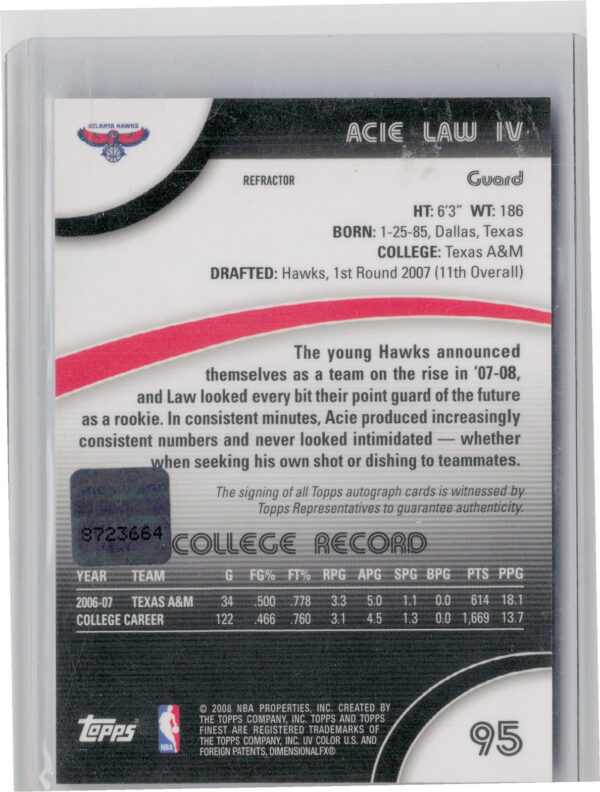 ATLANTA HAWKS
ACIE LAW IV
REFRACTOR
Guard
HT: 6'3" WT: 186
BORN: 1-25-85, Dallas, Texas
COLLEGE: Texas A&M
DRAFTED: Hawks, 1st Round 2007 (11th Overall)
The young Hawks announced
themselves as a team on the rise in '07-08,
and Law looked every bit their point guard of the future
as a rookie. In consistent minutes, Acie produced increasingly
consistent numbers and never looked intimidated — whether
when seeking his own shot or dishing to teammates.
The signing of all Topps autograph cards is witnessed by
Topps Representatives to guarantee authenticity.
8723664
COLLEGE RECORD
YEAR TEAM G FG% FT% RPG APG SPG BPG PTS PPG
2006-07 TEXAS A&M 34 .500 .778 3.3 5.0 1.1 0.0 614 18.1
COLLEGE CAREER 122 .466 .760 3.1 4.5 1.3 0.0 1,669 13.7
© 2008 NBA PROPERTIES, INC. CREATED BY
THE TOPPS COMPANY, INC. TOPPS AND TOPPS
FINEST ARE REGISTERED TRADEMARKS OF
THE TOPPS COMPANY, INC. UV COLOR U.S. AND
FOREIGN PATENTS, DIMENSIONALFX®
Topps
NBA
95